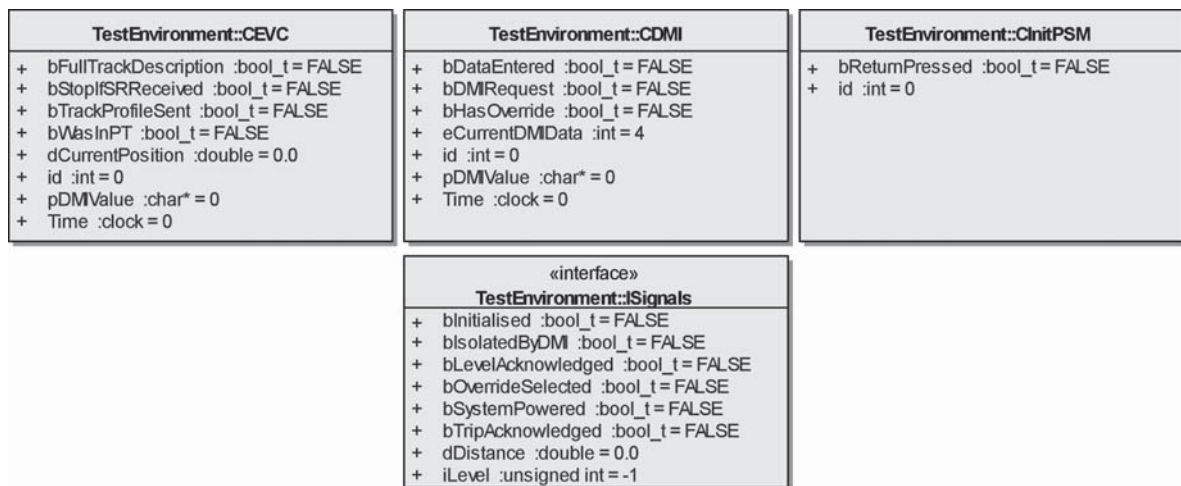 TestEnvironment::CEVC
+ bFullTrackDescription :bool_t = FALSE
+ bStopIfSRReceived :bool_t = FALSE
+ bTrackProfileSent :bool_t = FALSE
+ bWasInPT :bool_t = FALSE
+ dCurrentPosition :double = 0.0
+ id :int = 0
+ pDMIValue :char* = 0
+ Time :clock = 0
TestEnvironment::CDMI
+ bDataEntered :bool_t = FALSE
+ bDMIRequest :bool_t = FALSE
+ bHasOverride :bool_t = FALSE
+ eCurrentDMIData :int = 4
+ id :int = 0
+ pDMIValue :char* = 0
+ Time :clock = 0
TestEnvironment::CInitPSM
+ bReturnPressed :bool_t = FALSE
+ id :int = 0
«interface»
TestEnvironment::ISignals
+ bInitialised :bool_t = FALSE
+ bIsolatedByDMI :bool_t = FALSE
+ bLevelAcknowledged :bool_t = FALSE
+ bOverrideSelected :bool_t = FALSE
+ bSystemPowered :bool_t = FALSE
+ bTripAcknowledged :bool_t = FALSE
+ dDistance :double = 0.0
+ iLevel :unsigned int = -1